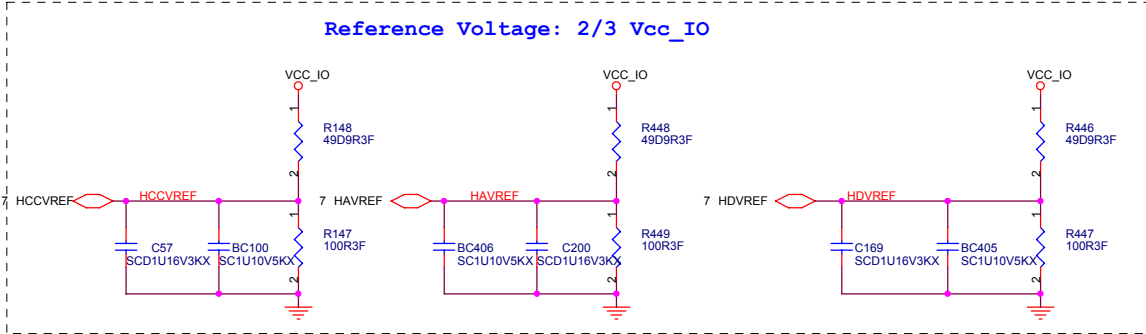 Reference Voltage: 2/3 Vcc_IO
VCC_IO
1
R148
49D9R3F
2
7 HCCVREF
HCCVREF
1
C57
SCD1U16V3KX
BC100
SC1U10V5KX
R147
100R3F
2
VCC_IO
1
R448
49D9R3F
2
7 HAVREF
HAVREF
1
BC406
SC1U10V5KX
C200
SCD1U16V3KX
R449
100R3F
2
VCC_IO
1
R446
49D9R3F
2
7 HDVREF
HDVREF
1
C169
SCD1U16V3KX
BC405
SC1U10V5KX
R447
100R3F
2